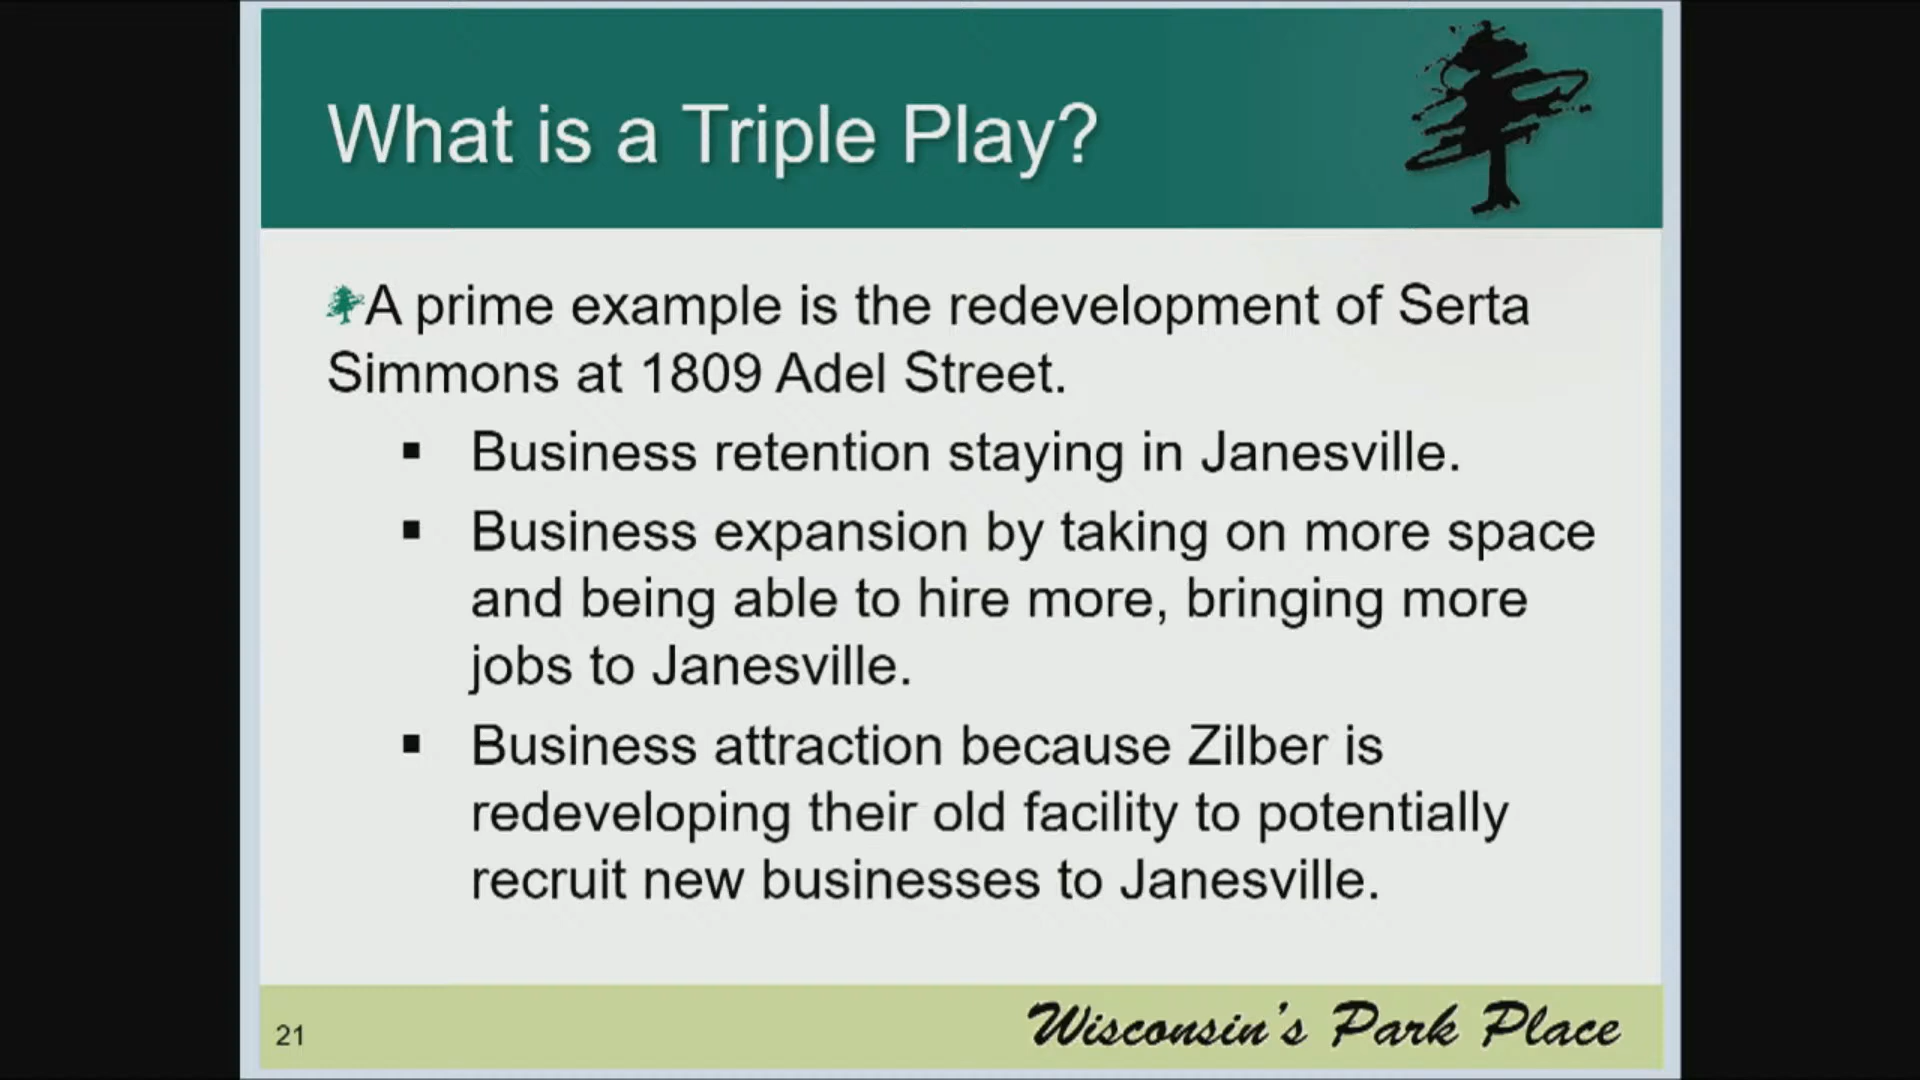 What is a Triple Play?
A prime example is the redevelopment of Serta
Simmons at 1809 Adel Street.
▪ Business retention staying in Janesville.
▪ Business expansion by taking on more space
and being able to hire more, bringing more
jobs to Janesville.
▪ Business attraction because Zilber is
redeveloping their old facility to potentially
recruit new businesses to Janesville.
21
Wisconsin's Park Place